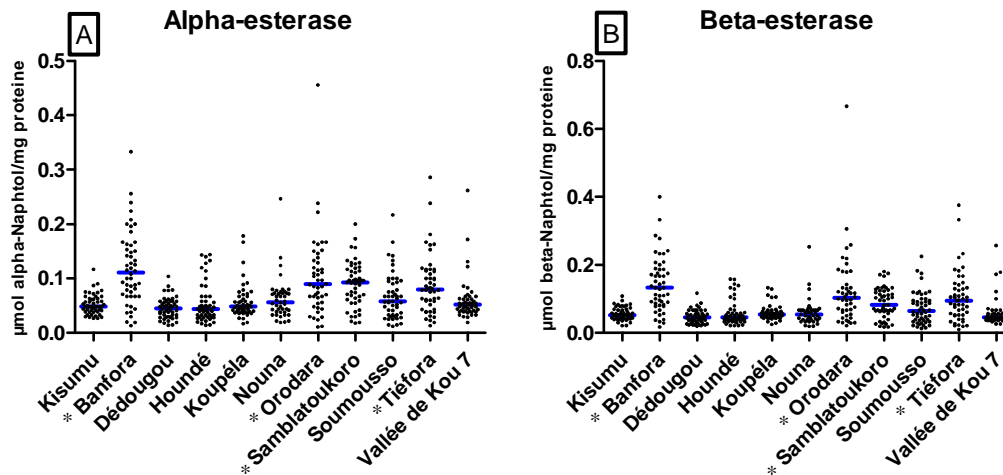 A
Alpha-esterase
µmol alpha-Naphtol/mg proteine
0.5
0.4
0.3
0.2
0.1
0.0
Kisumu
* Banfora
Dédougou
Houndé
Koupéla
Nouna
* Orodara
* Samblatoukoro
Soumousso
* Tiéfora
Vallée de Kou 7
B
Beta-esterase
µmol beta-Naphtol/mg proteine
0.8
0.6
0.4
0.2
0.0
Kisumu
* Banfora
Dédougou
Houndé
Koupéla
Nouna
* Orodara
* Samblatoukoro
Soumousso
* Tiéfora
Vallée de Kou 7